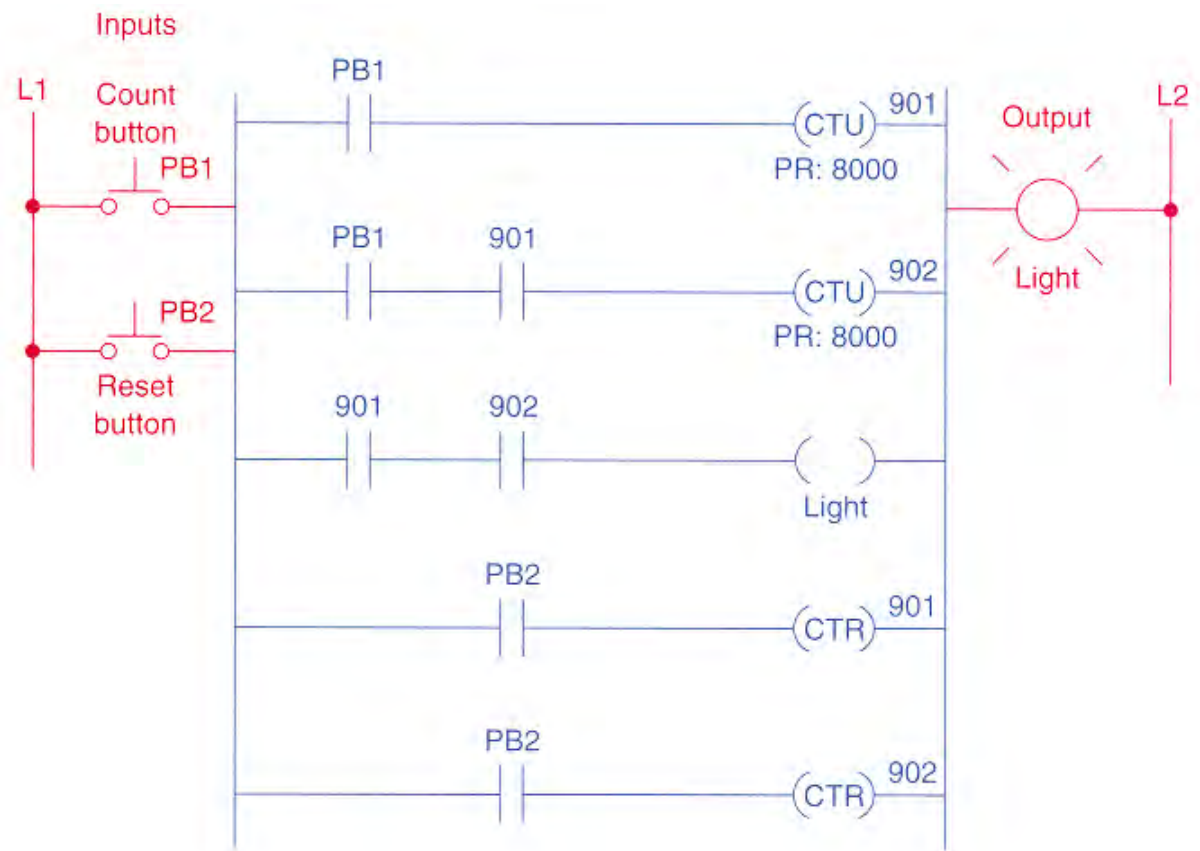 Inputs
L1
Count
button
PB1
PB2
Reset
button
PB1
901
CTU
PR: 8000
PB1
901
902
CTU
PR: 8000
901
902
Light
PB2
901
CTR
PB2
902
CTR
Output
Light
L2